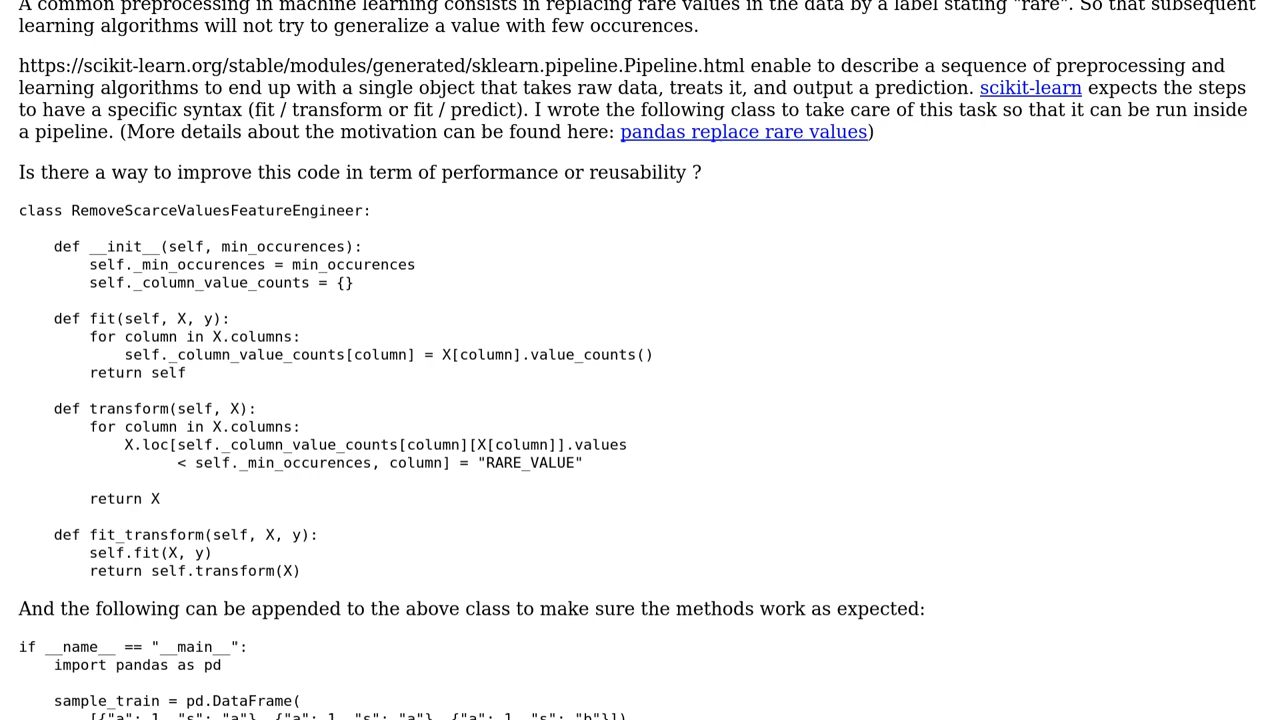 A common preprocessing in machine learning consists in replacing rare values in the data by a label stating "rare". So that subsequent
learning algorithms will not try to generalize a value with few occurences.
https://scikit-learn.org/stable/modules/generated/sklearn.pipeline.Pipeline.html enable to describe a sequence of preprocessing and
learning algorithms to end up with a single object that takes raw data, treats it, and output a prediction. scikit-learn expects the steps
to have a specific syntax (fit / transform or fit / predict). I wrote the following class to take care of this task so that it can be run inside
a pipeline. (More details about the motivation can be found here: pandas replace rare values)
Is there a way to improve this code in term of performance or reusability ?
class RemoveScarceValuesFeatureEngineer:
    def __init__(self, min_occurences):
        self._min_occurences = min_occurences
        self._column_value_counts = {}
    def fit(self, X, y):
        for column in X.columns:
            self._column_value_counts[column] = X[column].value_counts()
        return self
    def transform(self, X):
        for column in X.columns:
            X.loc[self._column_value_counts[column][X[column]].values
                  < self._min_occurences, column] = "RARE_VALUE"
        return X
    def fit_transform(self, X, y):
        self.fit(X, y)
        return self.transform(X)
And the following can be appended to the above class to make sure the methods work as expected:
if __name__ == "__main__":
    import pandas as pd
    sample_train = pd.DataFrame(
        [{"a": 1, "s": "a"}, {"a": 1, "s": "a"}, {"a": 1, "s": "b"}])